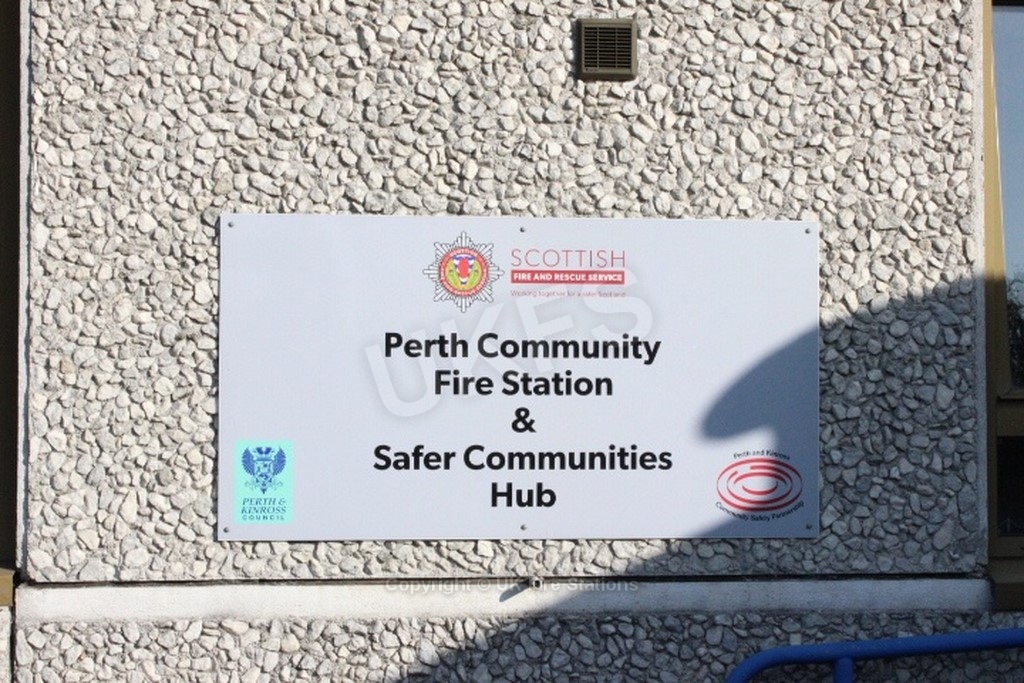 SCOTTISH
FIRE AND RESCUE SERVICE
Working together for a safer Scotland
UKFS
Perth Community
Fire Station
&
Safer Communities
Hub
PERTH &
KINROSS
COUNCIL
Perth and Kinross
Community Safety Partnership
Copyright © UK Fire Stations